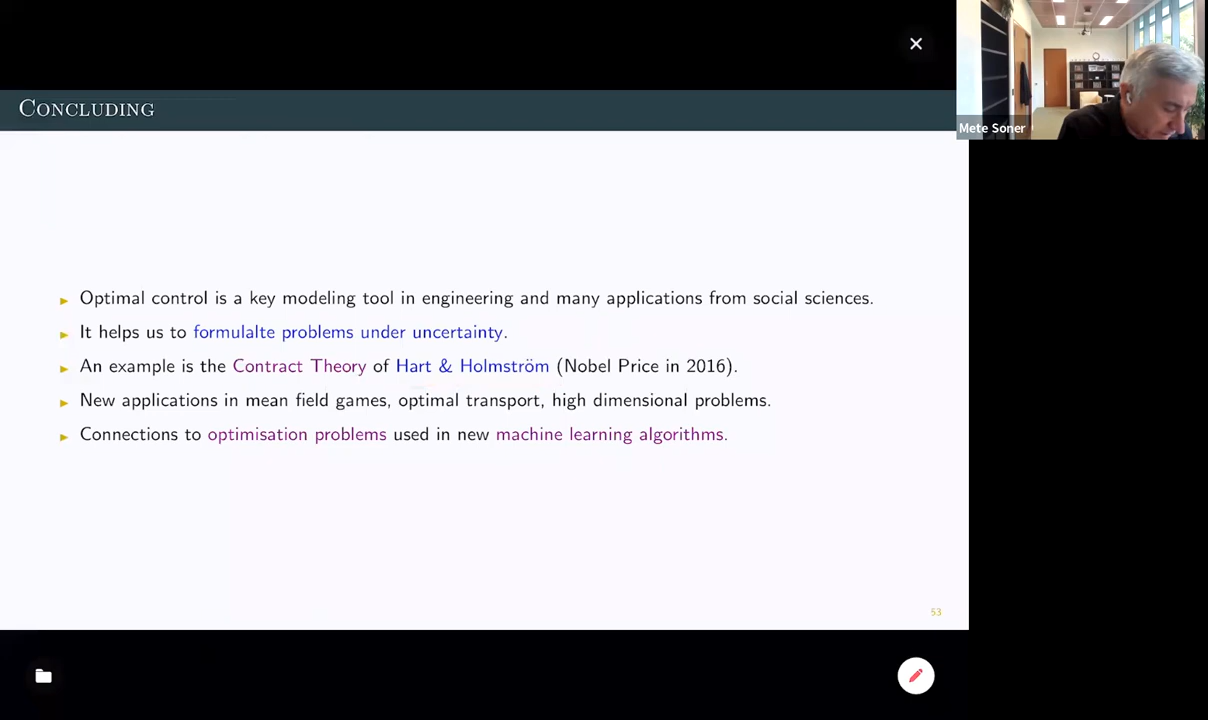 Concluding
Mete Soner
Optimal control is a key modeling tool in engineering and many applications from social sciences.
It helps us to formulalte problems under uncertainty.
An example is the Contract Theory of Hart & Holmström (Nobel Price in 2016).
New applications in mean field games, optimal transport, high dimensional problems.
Connections to optimisation problems used in new machine learning algorithms.
53